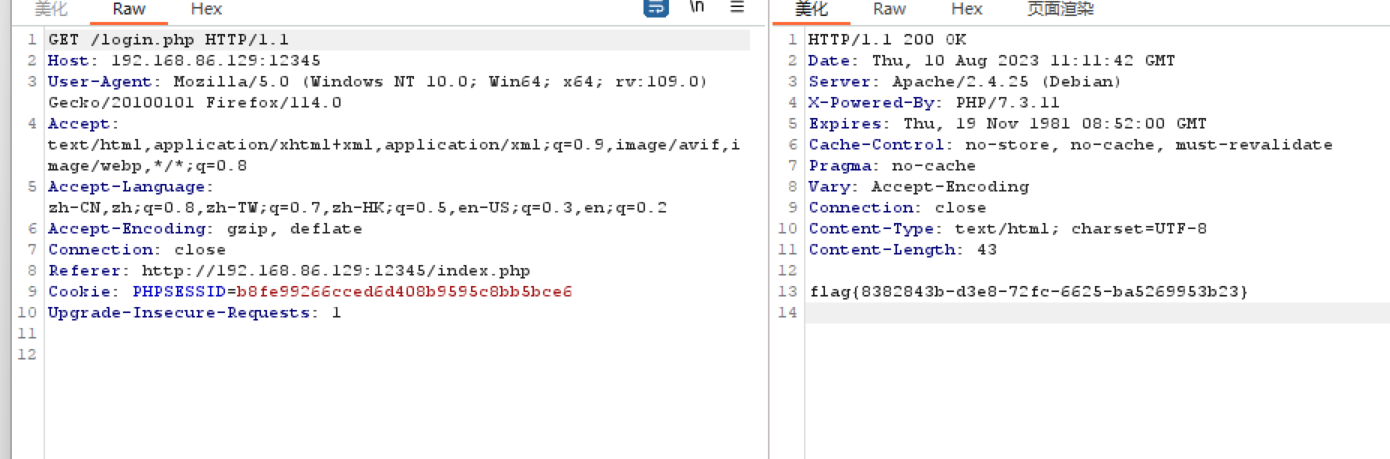 美化 Raw Hex \n ☰
1 GET /login.php HTTP/1.1
2 Host: 192.168.86.129:12345
3 User-Agent: Mozilla/5.0 (Windows NT 10.0; Win64; x64; rv:109.0)
Gecko/20100101 Firefox/114.0
4 Accept:
text/html,application/xhtml+xml,application/xml;q=0.9,image/avif,i
mage/webp,*/*;q=0.8
5 Accept-Language:
zh-CN,zh;q=0.8,zh-TW;q=0.7,zh-HK;q=0.5,en-US;q=0.3,en;q=0.2
6 Accept-Encoding: gzip, deflate
7 Connection: close
8 Referer: http://192.168.86.129:12345/index.php
9 Cookie: PHPSESSID=b8fe99266cced6d408b9595c8bb5bce6
10 Upgrade-Insecure-Requests: 1
11
12
美化 Raw Hex 页面渲染
1 HTTP/1.1 200 OK
2 Date: Thu, 10 Aug 2023 11:11:42 GMT
3 Server: Apache/2.4.25 (Debian)
4 X-Powered-By: PHP/7.3.11
5 Expires: Thu, 19 Nov 1981 08:52:00 GMT
6 Cache-Control: no-store, no-cache, must-revalidate
7 Pragma: no-cache
8 Vary: Accept-Encoding
9 Connection: close
10 Content-Type: text/html; charset=UTF-8
11 Content-Length: 43
12
13 flag{8382843b-d3e8-72fc-6625-ba5269953b23}
14